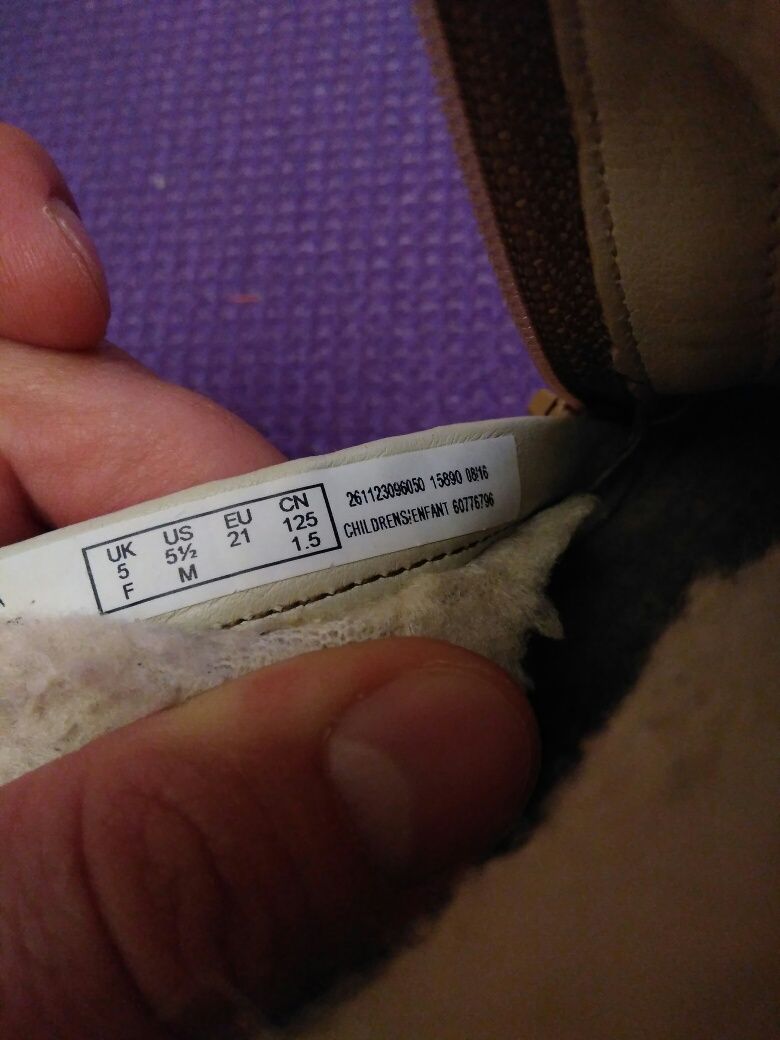 UK US EU CN
5 5½ 21 125
F M 1.5
261123096050 15890 08/16
CHILDRENS/ENFANT 60776796